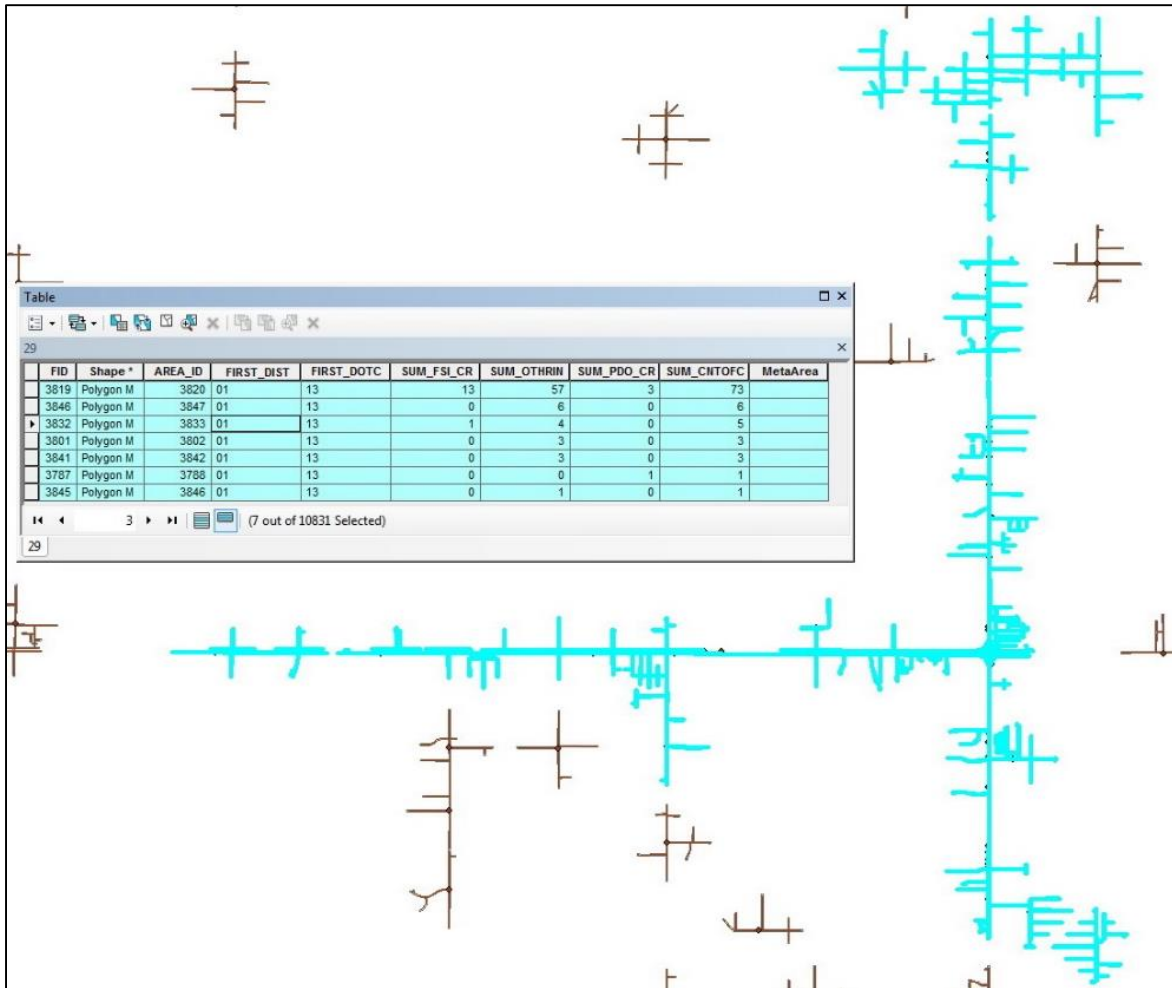 Table
29
FID Shape * AREA_ID FIRST_DIST FIRST_DOTC SUM_FSI_CR SUM_OTHRIN SUM_PDO_CR SUM_CNTOFC MetaArea
3819 Polygon M 3820 01 13 13 57 3 73
3846 Polygon M 3847 01 13 0 6 0 6
3832 Polygon M 3833 01 13 1 4 0 5
3801 Polygon M 3802 01 13 0 3 0 3
3841 Polygon M 3842 01 13 0 3 0 3
3787 Polygon M 3788 01 13 0 0 1 1
3845 Polygon M 3846 01 13 0 1 0 1
3 (7 out of 10831 Selected)
29